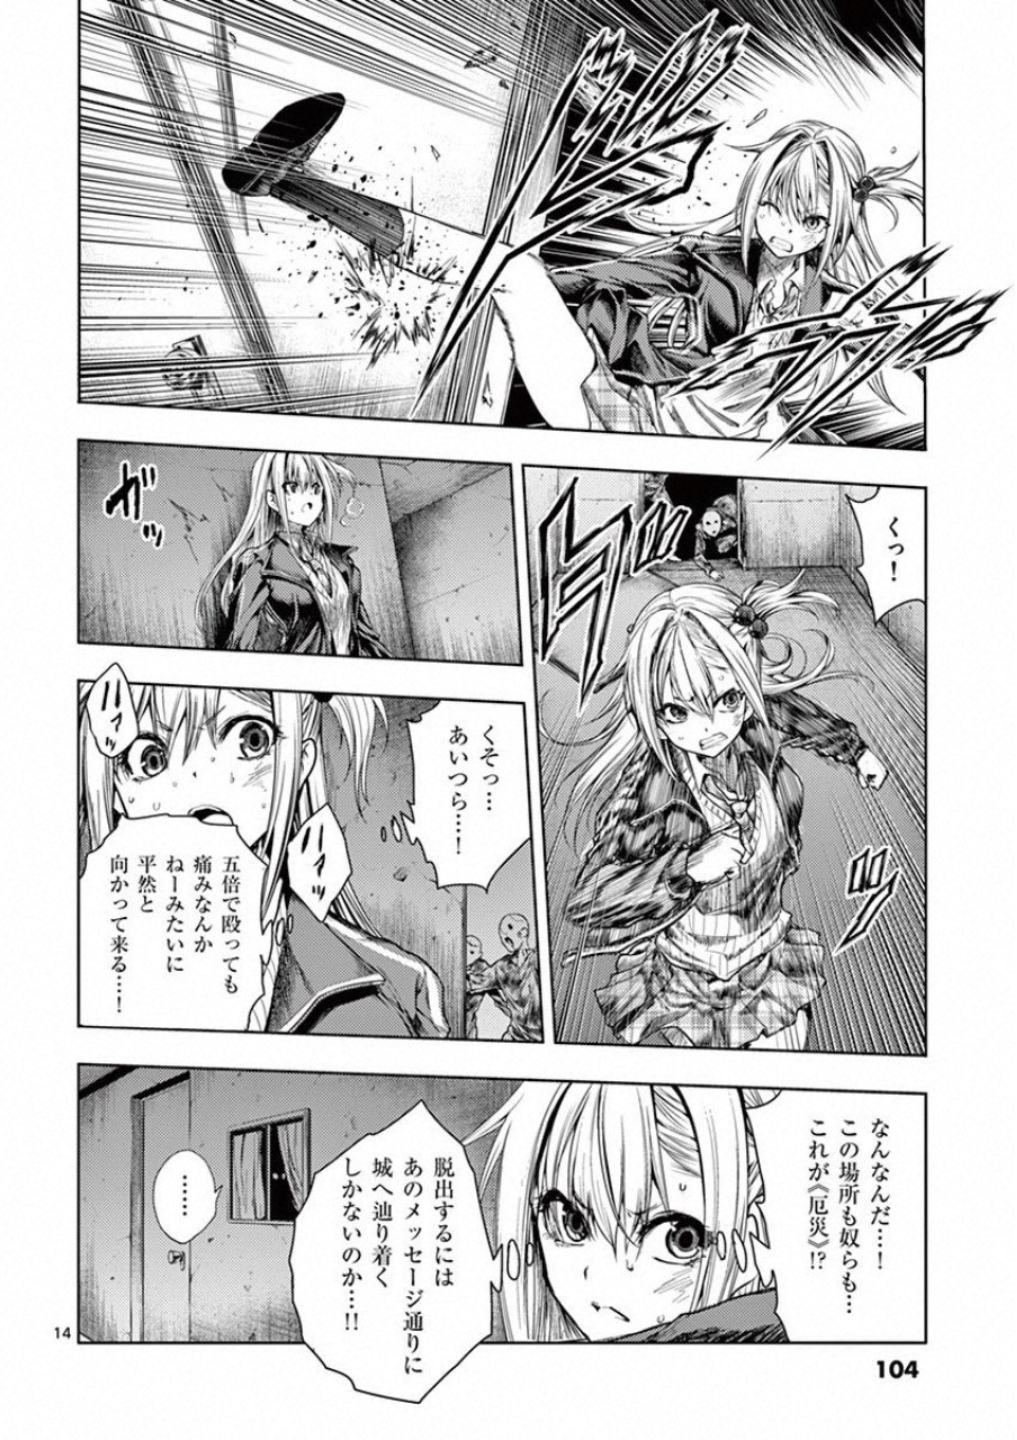 くっ！
ガッ
くそっ…
あいつら……！
ハァッ
ハァッ
五倍で殴っても
痛みなんか
ねーみたいに
平然と
向かって来る…！
なんなんだ…！
この場所も奴らも…
これが《厄災》!?
脱出するには
あのメッセージ通りに
城へ辿り着く
しかないのか…!!
……
14
104